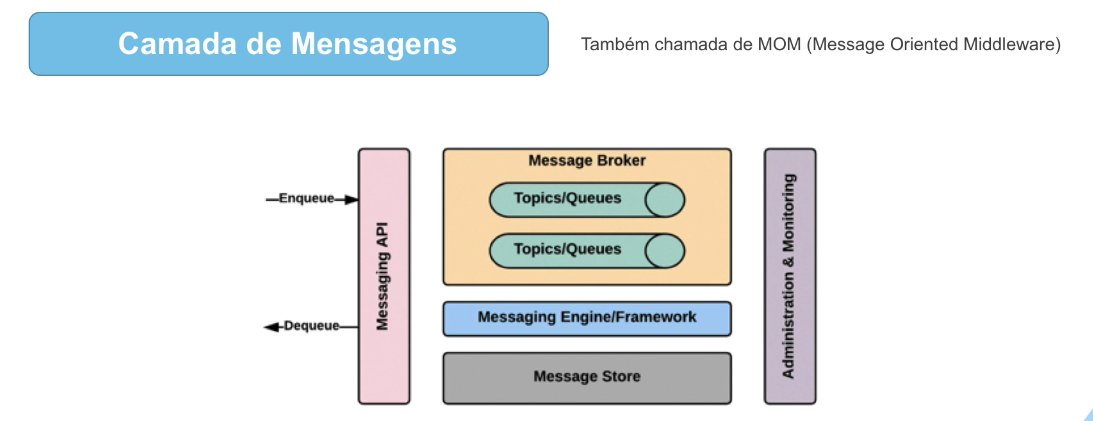 Camada de Mensagens
Também chamada de MOM (Message Oriented Middleware)
Enqueue
Dequeue
Messaging API
Message Broker
Topics/Queues
Topics/Queues
Messaging Engine/Framework
Message Store
Administration & Monitoring